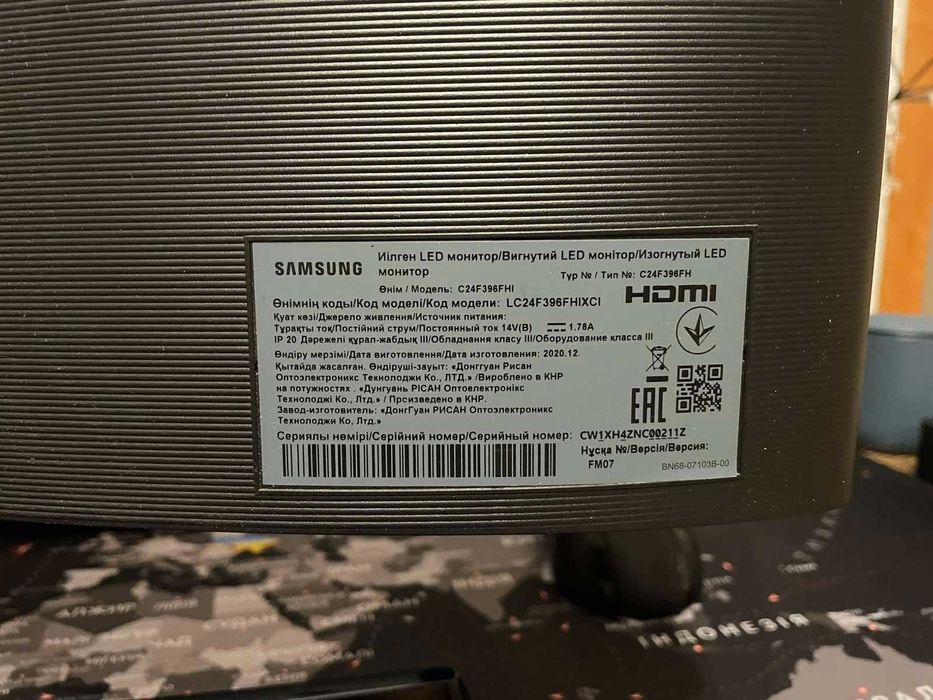 SAMSUNG
Иілген LED монитор/Вигнутий LED монітор/Изогнутый LED
монитор
Түр № / Тип №: C24F396FH
Өнім / Модель: C24F396FHI
Өнімнің коды/Код моделі/Код модели: LC24F396FHIXCI
HDMI
Қуат көзі/Джерело живлення/Источник питания:
Тұрақты ток/Постійний струм/Постоянный ток 14V(B) 1.78A
IP 20 Дәрежелі құрал-жабдық III/Обладнання класу III/Оборудование класса III
Өндіру мерзімі/Дата виготовлення/Дата изготовления: 2020.12.
Қытайда жасалған. Өндіруші-зауыт: «Донггуан Рисан
Оптоэлектроникс Технолоджи Ко., ЛТД.» /Вироблено в КНР
на потужностях . «Дунгуань РІСАН Оптоелектронікс
Технолоджі Ко., Лтд.» / Произведено в КНР.
Завод-изготовитель: «ДонгГуан РИСАН Оптоэлектроникс
Технолоджи Ко, Лтд.»
EAC
Сериялы нөмірі/Серійний номер/Серийный номер: CW1XH4ZNC00211Z
Нұсқа №/Версія/Версия:
FM07
BN68-07103B-00
ІНДОНЕЗІЯ